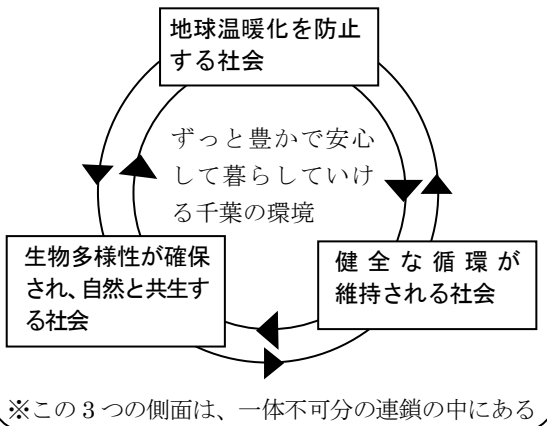 地球温暖化を防止
する社会
ずっと豊かで安心
して暮らしていけ
る千葉の環境
生物多様性が確保
され、自然と共生す
る社会
健全な循環が
維持される社会
※この3つの側面は、一体不可分の連鎖の中にある